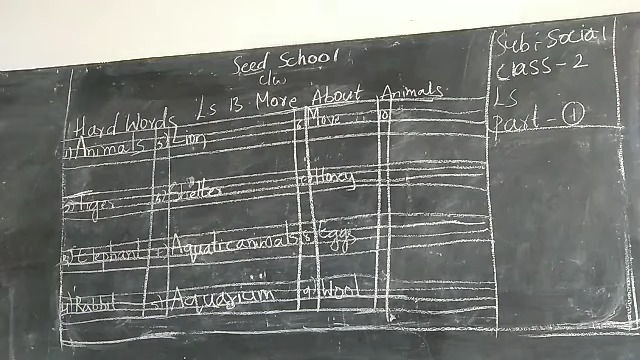 Seed School
C/W
Ls 13 More About Animals
Hard Words
1) Animals
2) Tiger
3) Elephant
4) Rabbit
5) Lion
6) Shelter
7) Aquatic animals
Aquarium
Move
Honey
8) Eggs
9) Wool
10)
Sub: Social
Class-2
LS
Part-①